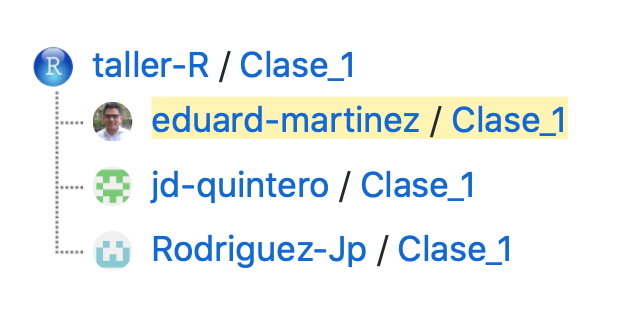 R taller-R / Clase_1
eduard-martinez / Clase_1
jd-quintero / Clase_1
Rodriguez-Jp / Clase_1